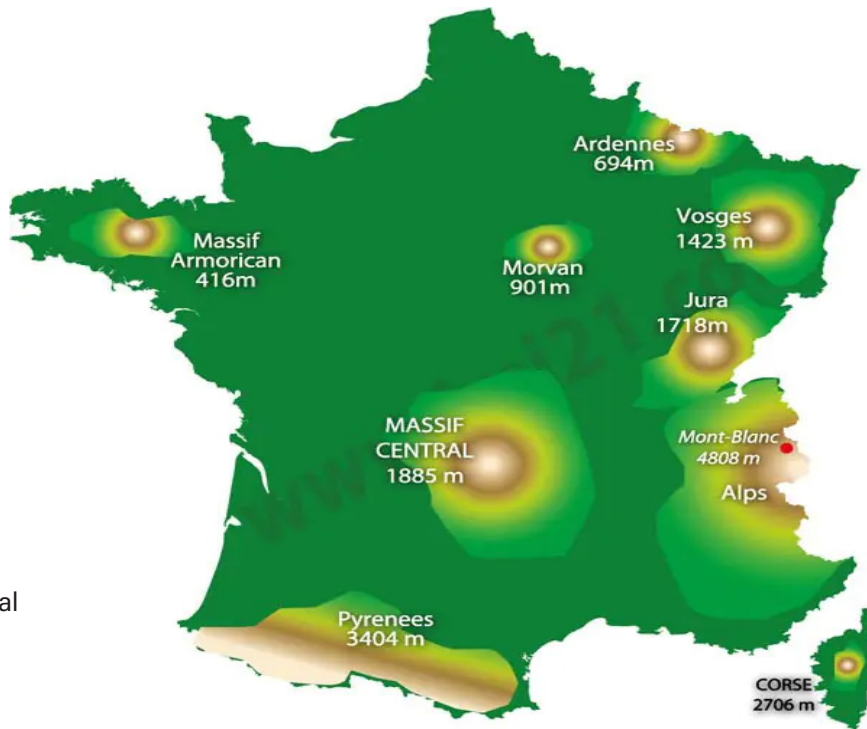 Ardennes
694m
Vosges
1423 m
Massif
Armorican
416m
Morvan
901m
Jura
1718m
MASSIF
CENTRAL
1885 m
Mont-Blanc
4808 m
Alps
al
Pyrenees
3404 m
CORSE
2706 m